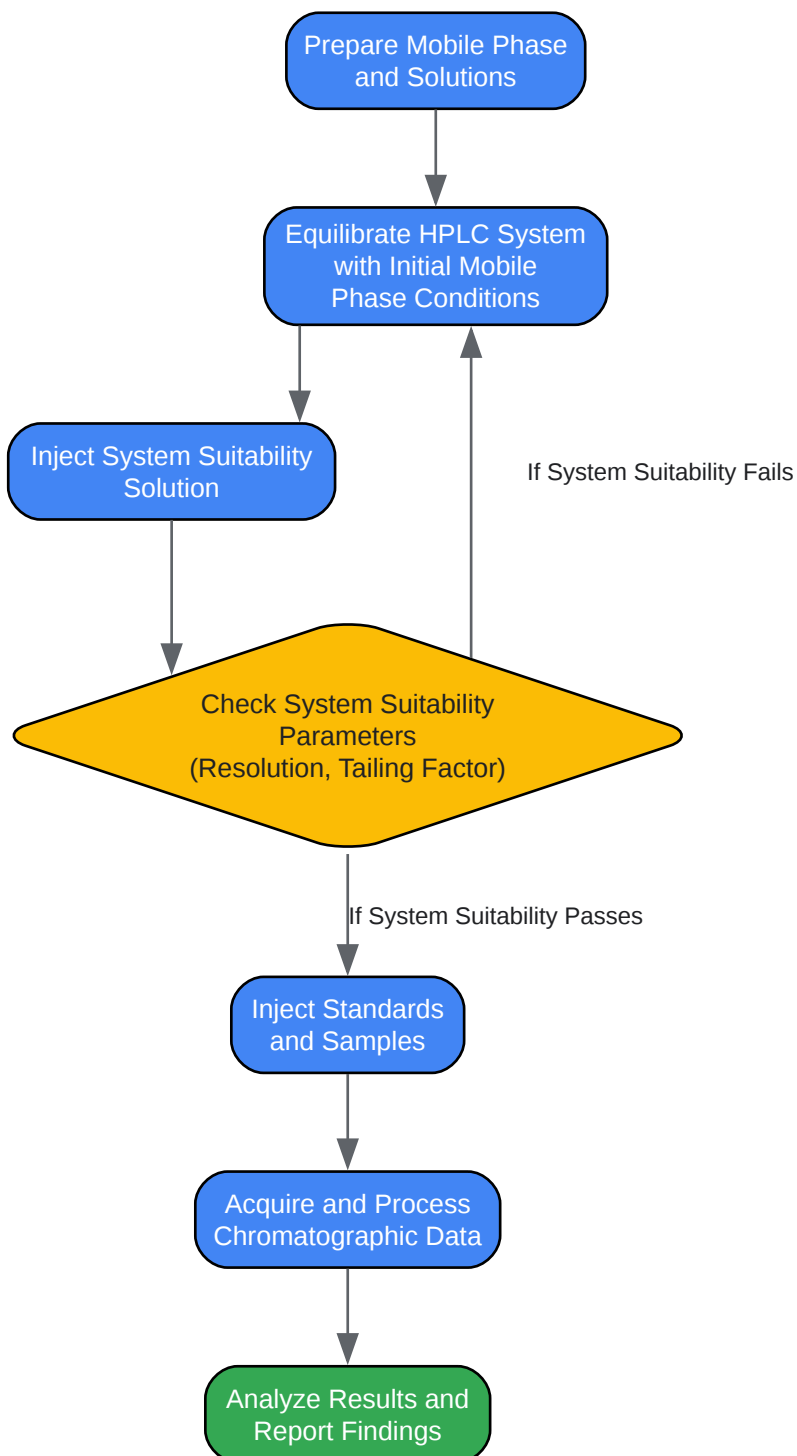 Prepare Mobile Phase
and Solutions
Equilibrate HPLC System
with Initial Mobile
Phase Conditions
Inject System Suitability
Solution
If System Suitability Fails
Check System Suitability
Parameters
(Resolution, Tailing Factor)
If System Suitability Passes
Inject Standards
and Samples
Acquire and Process
Chromatographic Data
Analyze Results and
Report Findings